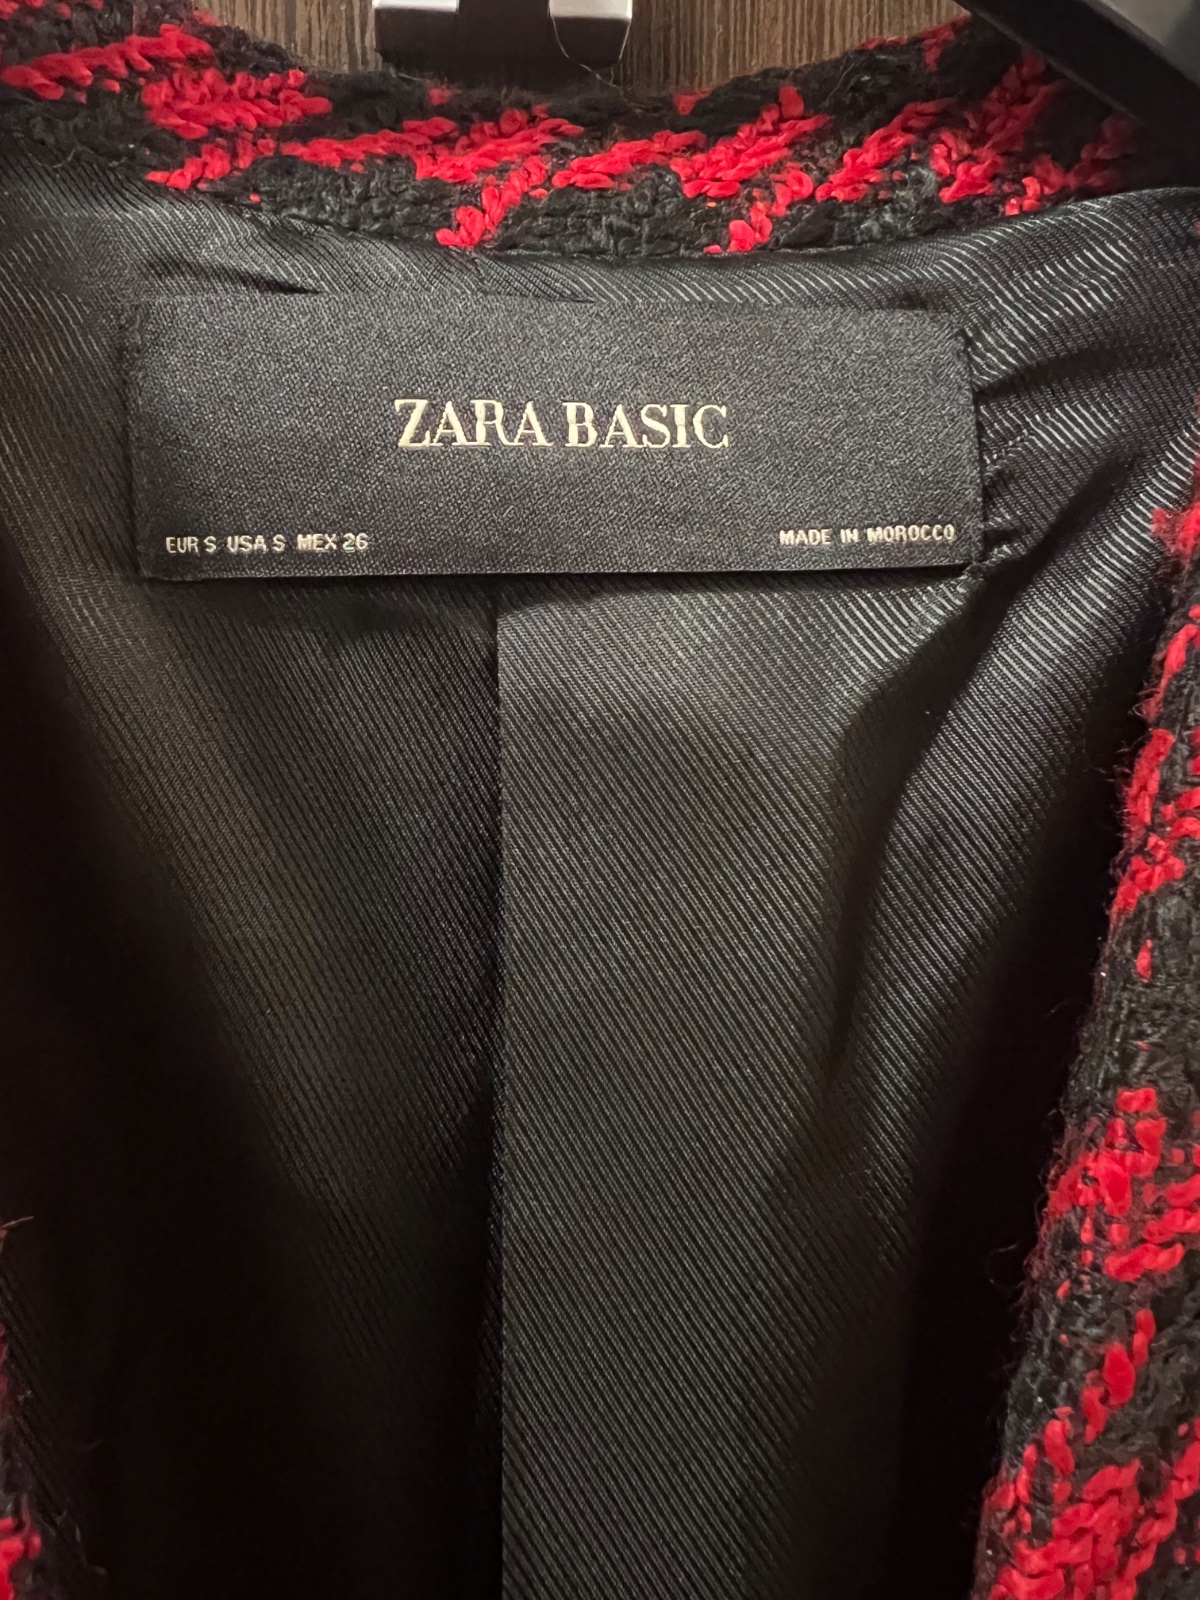 ZARA BASIC
EUR S USA S MEX 26
MADE IN MOROCCO